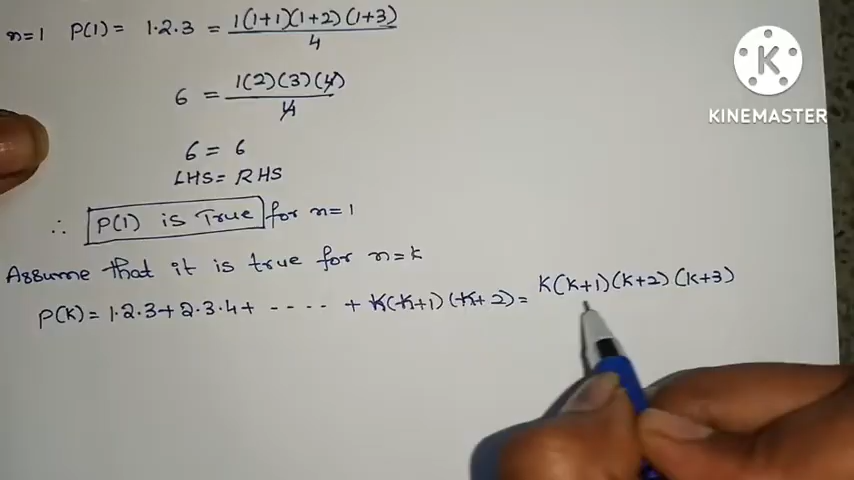 n=1 P(1) = 1·2·3 = 1(1+1)(1+2)(1+3) / 4
6 = 1(2)(3)(4) / 4
6 = 6
LHS = RHS
∴ P(1) is True for n=1
Assume that it is true for n=k
P(K) = 1·2·3+2·3·4+ ---- + K(K+1)(K+2) = K(K+1)(K+2)(K+3)
KINEMASTER